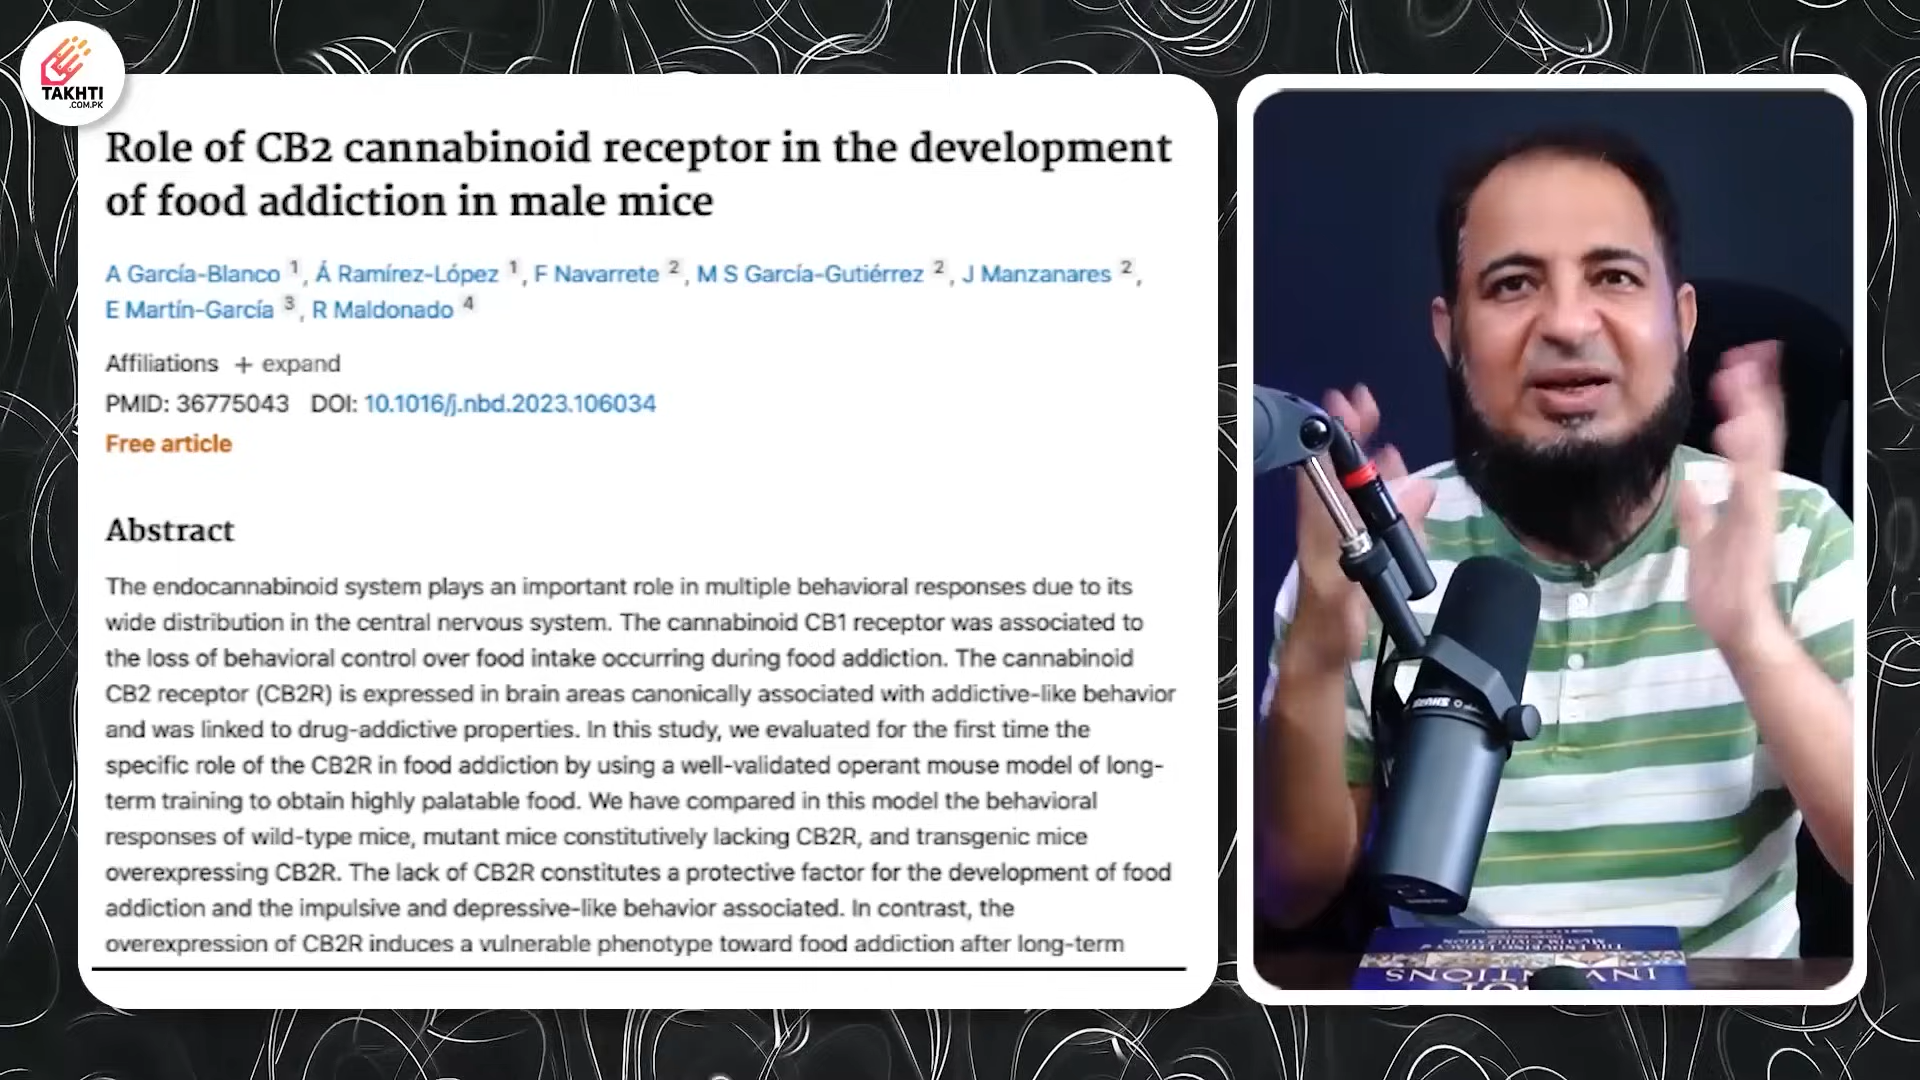 TAKHTI
.COM.PK
Role of CB2 cannabinoid receptor in the development
of food addiction in male mice
A García-Blanco 1, Á Ramírez-López 1, F Navarrete 2, M S García-Gutiérrez 2, J Manzanares 2,
E Martín-García 3, R Maldonado 4
Affiliations + expand
PMID: 36775043 DOI: 10.1016/j.nbd.2023.106034
Free article
Abstract
The endocannabinoid system plays an important role in multiple behavioral responses due to its
wide distribution in the central nervous system. The cannabinoid CB1 receptor was associated to
the loss of behavioral control over food intake occurring during food addiction. The cannabinoid
CB2 receptor (CB2R) is expressed in brain areas canonically associated with addictive-like behavior
and was linked to drug-addictive properties. In this study, we evaluated for the first time the
specific role of the CB2R in food addiction by using a well-validated operant mouse model of long-
term training to obtain highly palatable food. We have compared in this model the behavioral
responses of wild-type mice, mutant mice constitutively lacking CB2R, and transgenic mice
overexpressing CB2R. The lack of CB2R constitutes a protective factor for the development of food
addiction and the impulsive and depressive-like behavior associated. In contrast, the
overexpression of CB2R induces a vulnerable phenotype toward food addiction after long-term
SHURE
THE ENDURING LEGACY of
MUSLIM CIVILIZATION